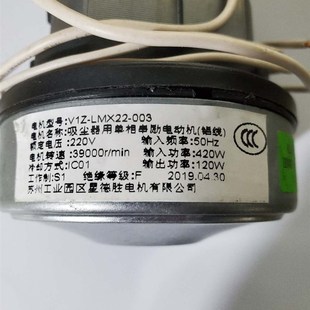 电机型号:V1Z-LMX22-003
电机名称:吸尘器用单相串励电动机(锡线)
额定电压:220V 输入频率:50Hz
电机转速:39000r/min 输入功率:420W
冷却方式:IC01 输出功率:120W
工作制:S1 绝缘等级:F 2019.04.30
苏州工业园区星德胜电机有限公司
CCC